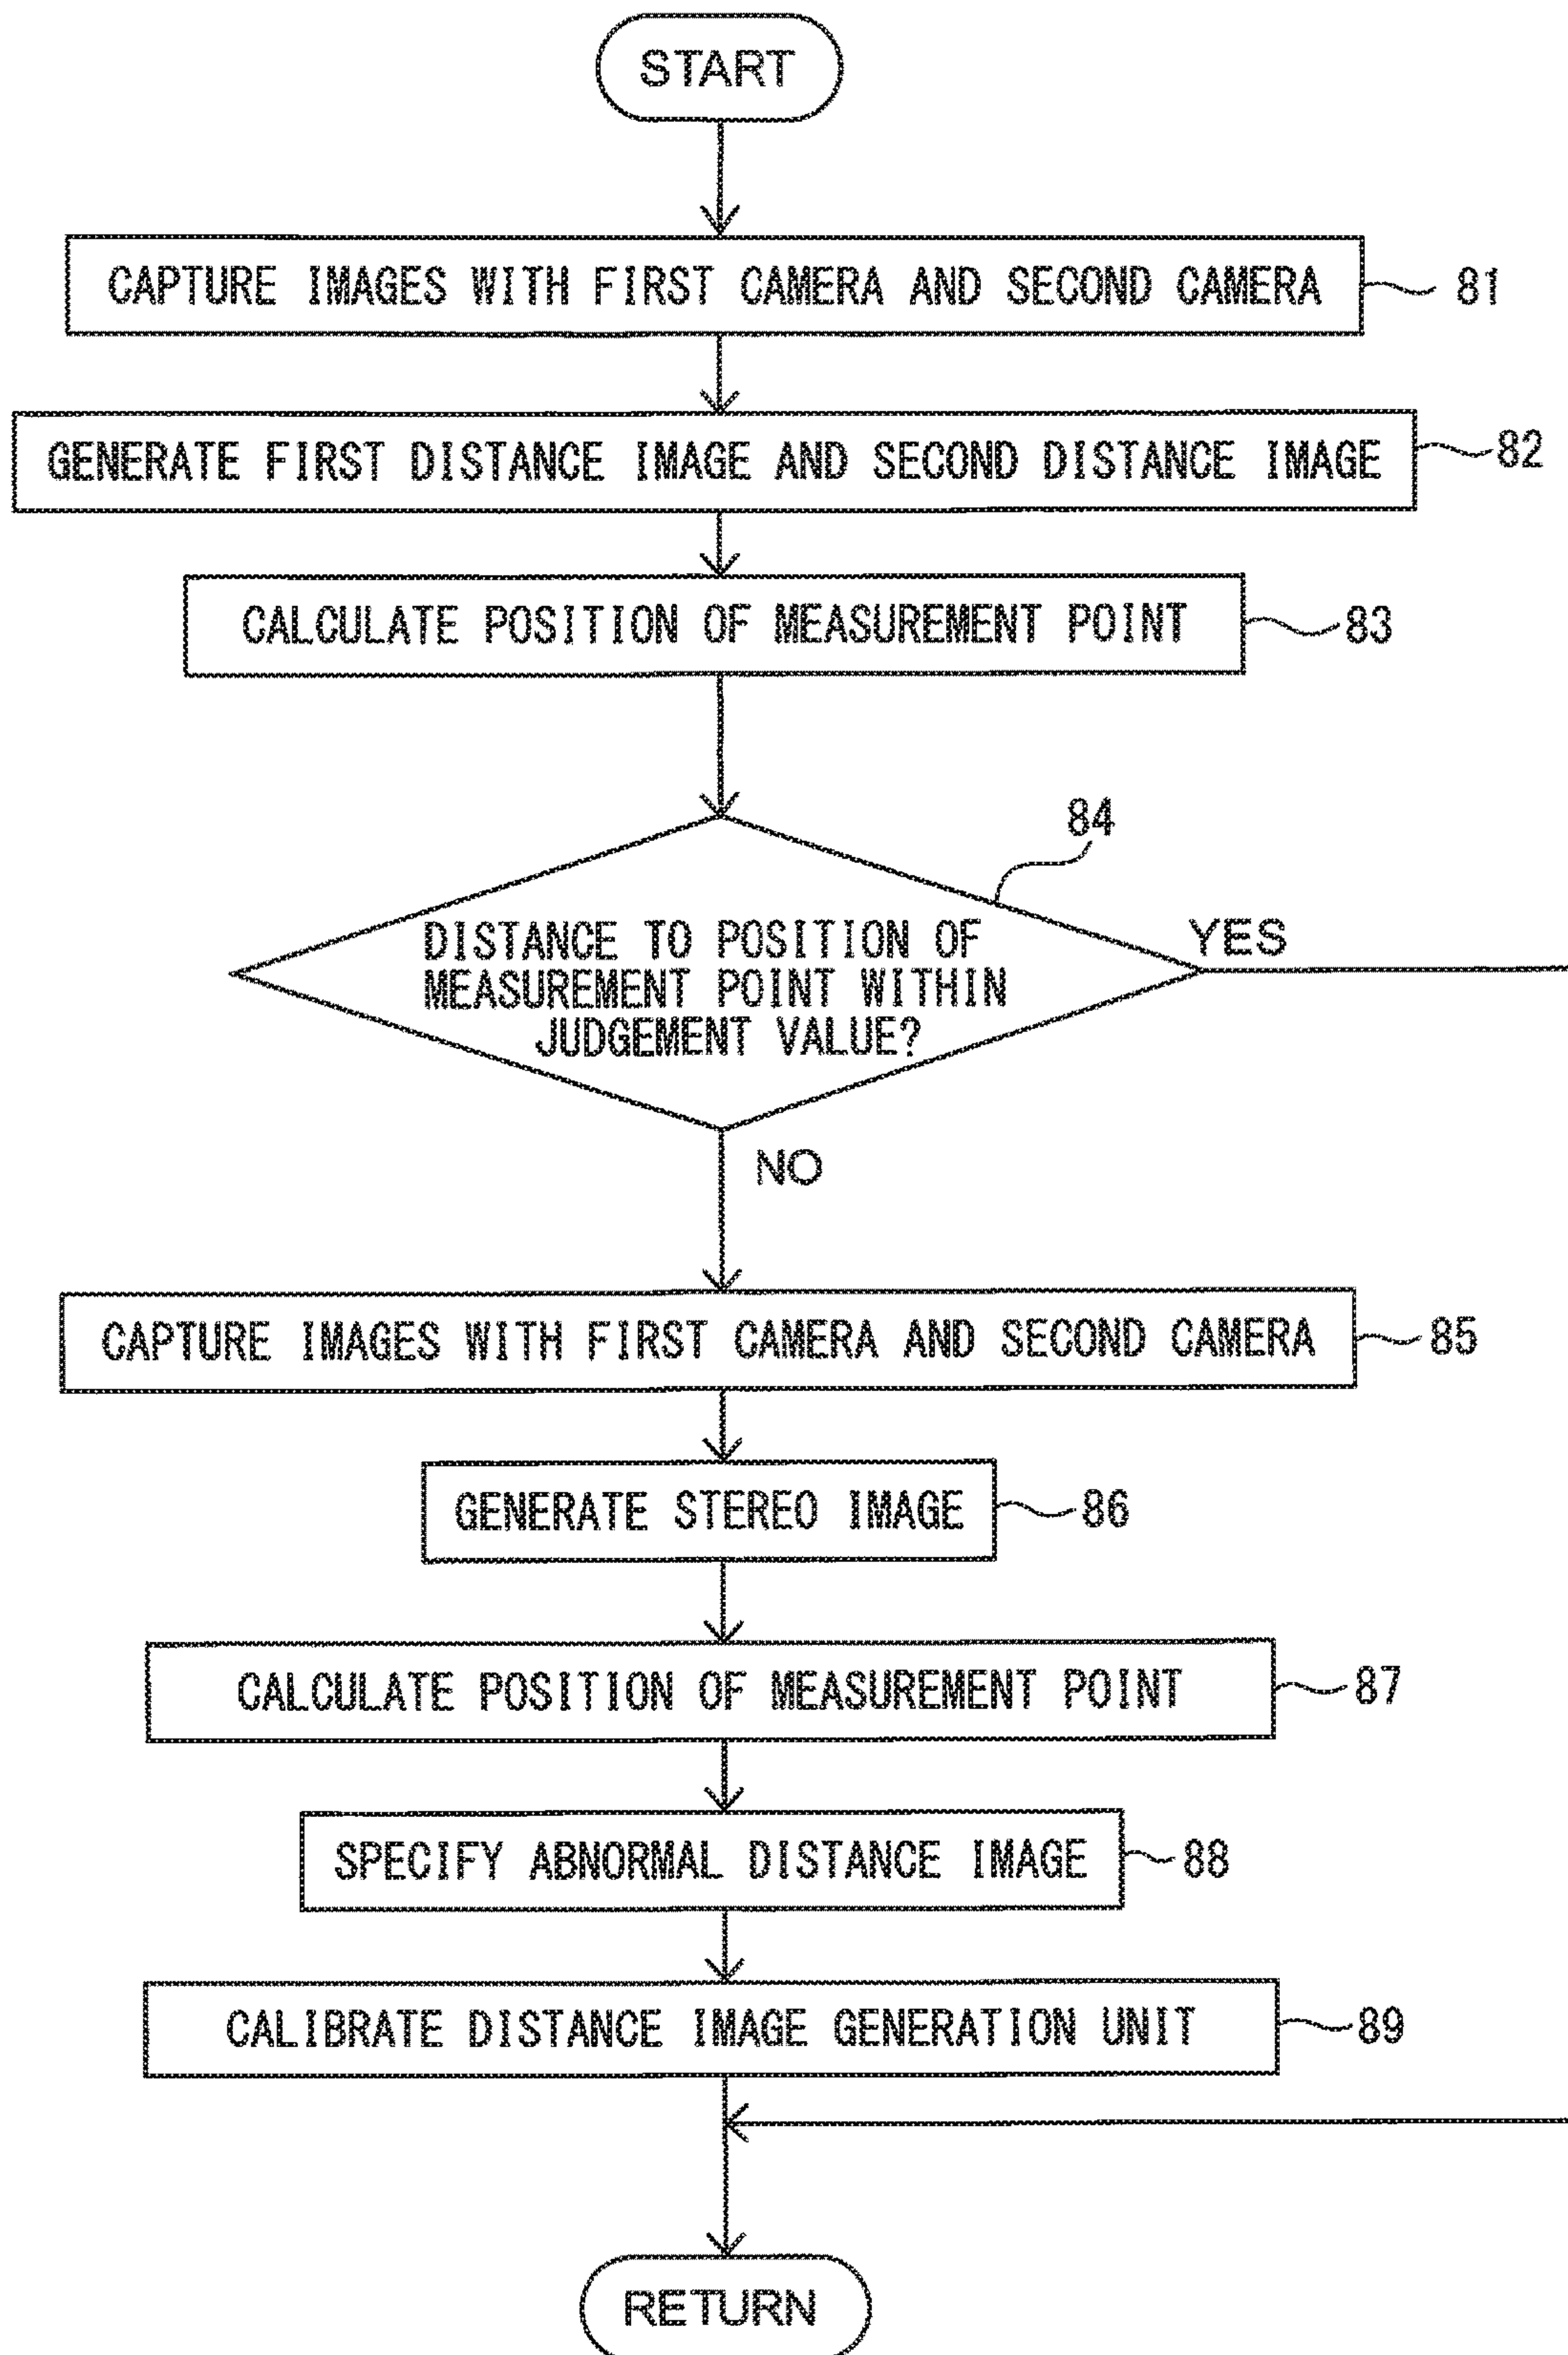 START
CAPTURE IMAGES WITH FIRST CAMERA AND SECOND CAMERA
81
GENERATE FIRST DISTANCE IMAGE AND SECOND DISTANCE IMAGE
82
CALCULATE POSITION OF MEASUREMENT POINT
83
84
DISTANCE TO POSITION OF
MEASUREMENT POINT WITHIN
JUDGEMENT VALUE?
YES
NO
CAPTURE IMAGES WITH FIRST CAMERA AND SECOND CAMERA
85
GENERATE STEREO IMAGE
86
CALCULATE POSITION OF MEASUREMENT POINT
87
SPECIFY ABNORMAL DISTANCE IMAGE
88
CALIBRATE DISTANCE IMAGE GENERATION UNIT
89
RETURN